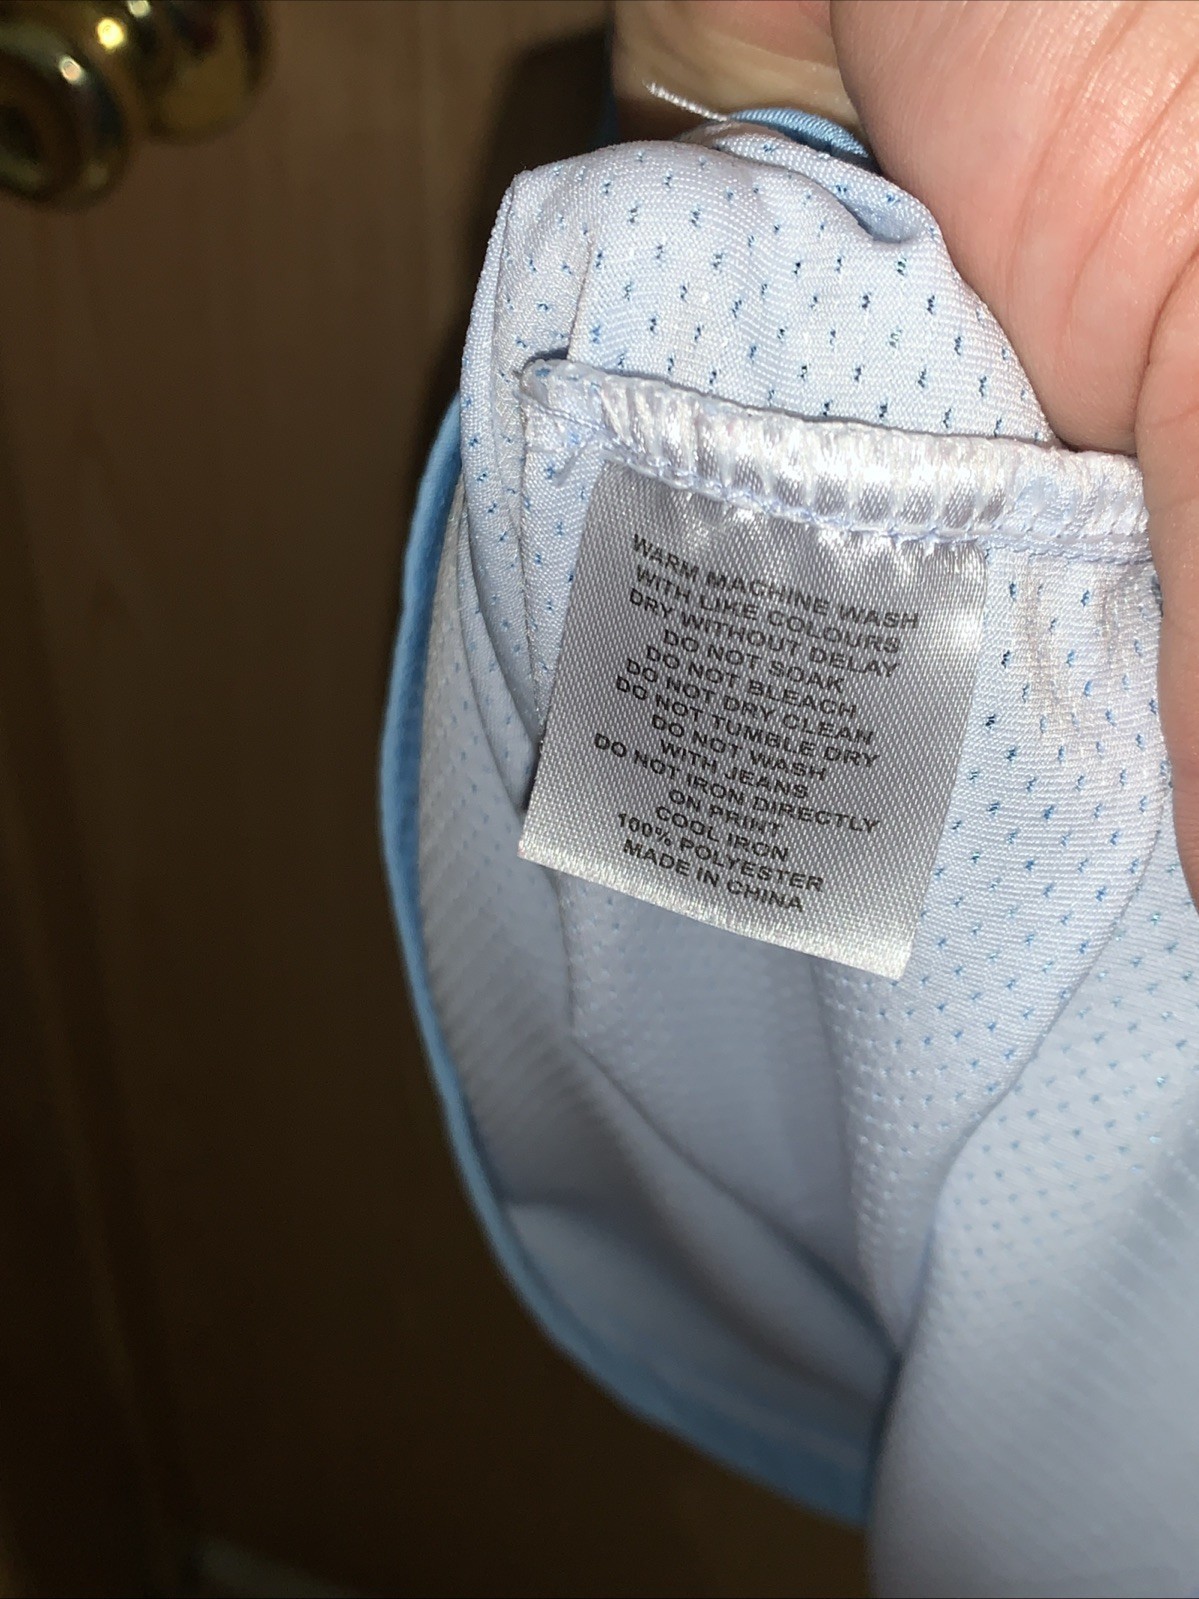 WARM MACHINE WASH
WITH LIKE COLOURS
DRY WITHOUT DELAY
DO NOT SOAK
DO NOT BLEACH
DO NOT DRY CLEAN
DO NOT TUMBLE DRY
DO NOT WASH
WITH JEANS
DO NOT IRON DIRECTLY
ON PRINT
COOL IRON
100% POLYESTER
MADE IN CHINA